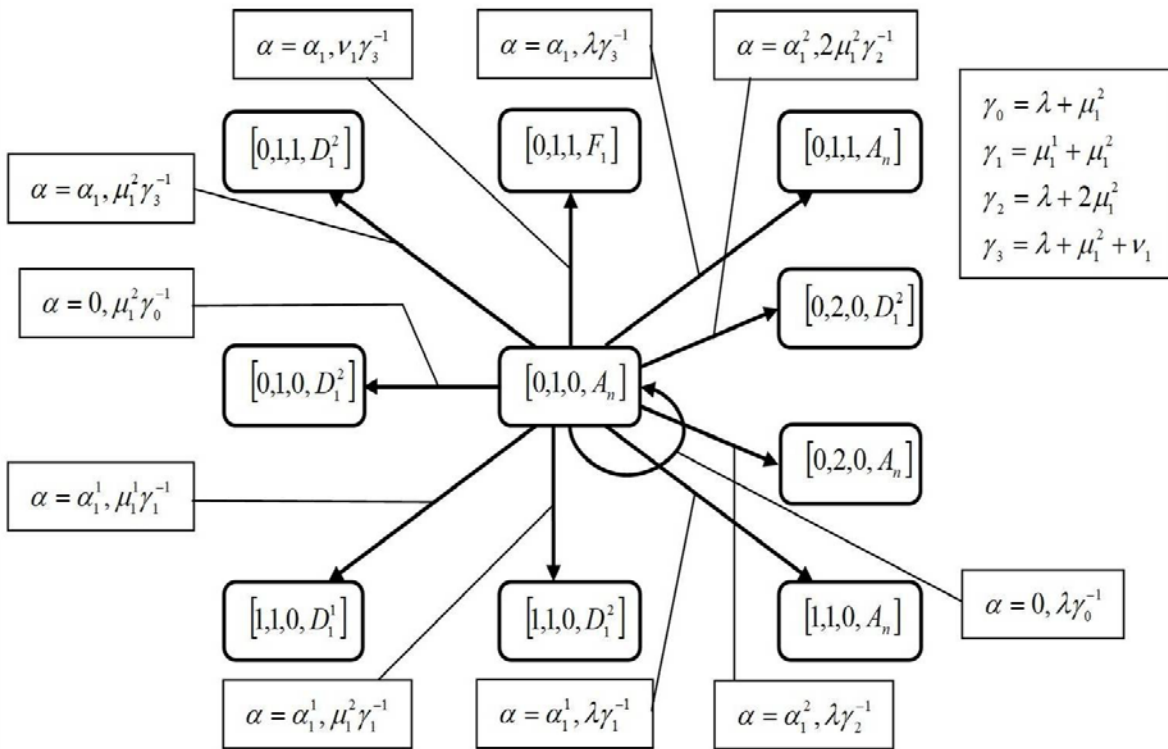 α = α₁, ν₁γ₃⁻¹
α = α₁, λγ₃⁻¹
α = α₁², 2μ₁²γ₂⁻¹
γ₀ = λ + μ₁²
γ₁ = μ₁¹ + μ₁²
γ₂ = λ + 2μ₁²
γ₃ = λ + μ₁² + ν₁
[0,1,1, D₁²]
[0,1,1, F₁]
[0,1,1, Aₙ]
α = α₁, μ₁²γ₃⁻¹
α = 0, μ₁²γ₀⁻¹
[0,2,0, D₁²]
[0,1,0, D₁²]
[0,1,0, Aₙ]
[0,2,0, Aₙ]
α = α₁¹, μ₁¹γ₁⁻¹
[1,1,0, D₁¹]
[1,1,0, D₁²]
[1,1,0, Aₙ]
α = 0, λγ₀⁻¹
α = α₁¹, μ₁²γ₁⁻¹
α = α₁¹, λγ₁⁻¹
α = α₁², λγ₂⁻¹